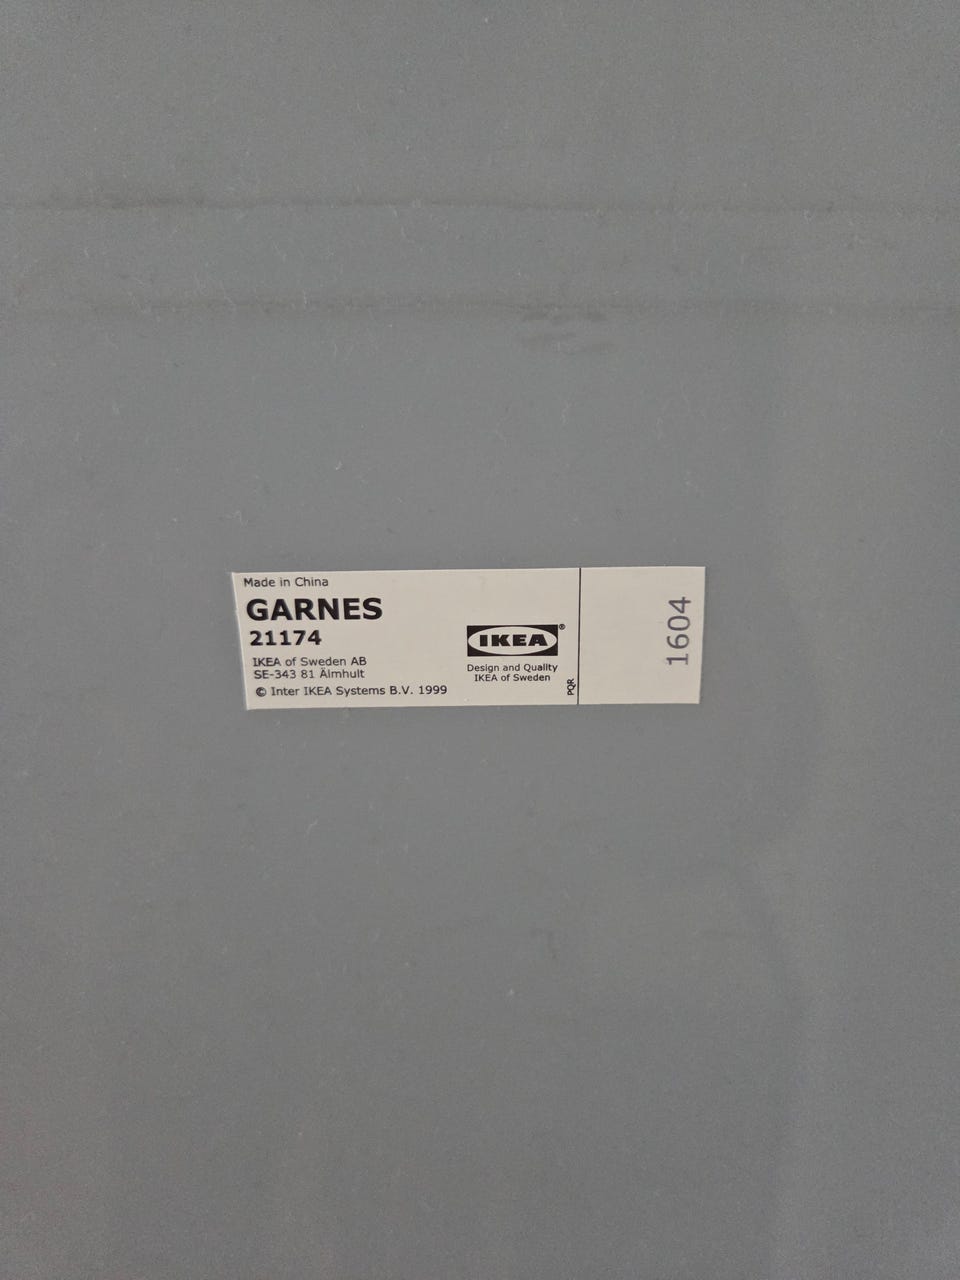 Made in China
GARNES
21174
IKEA of Sweden AB
SE-343 81 Älmhult
© Inter IKEA Systems B.V. 1999
IKEA®
Design and Quality
IKEA of Sweden
PQR
1604